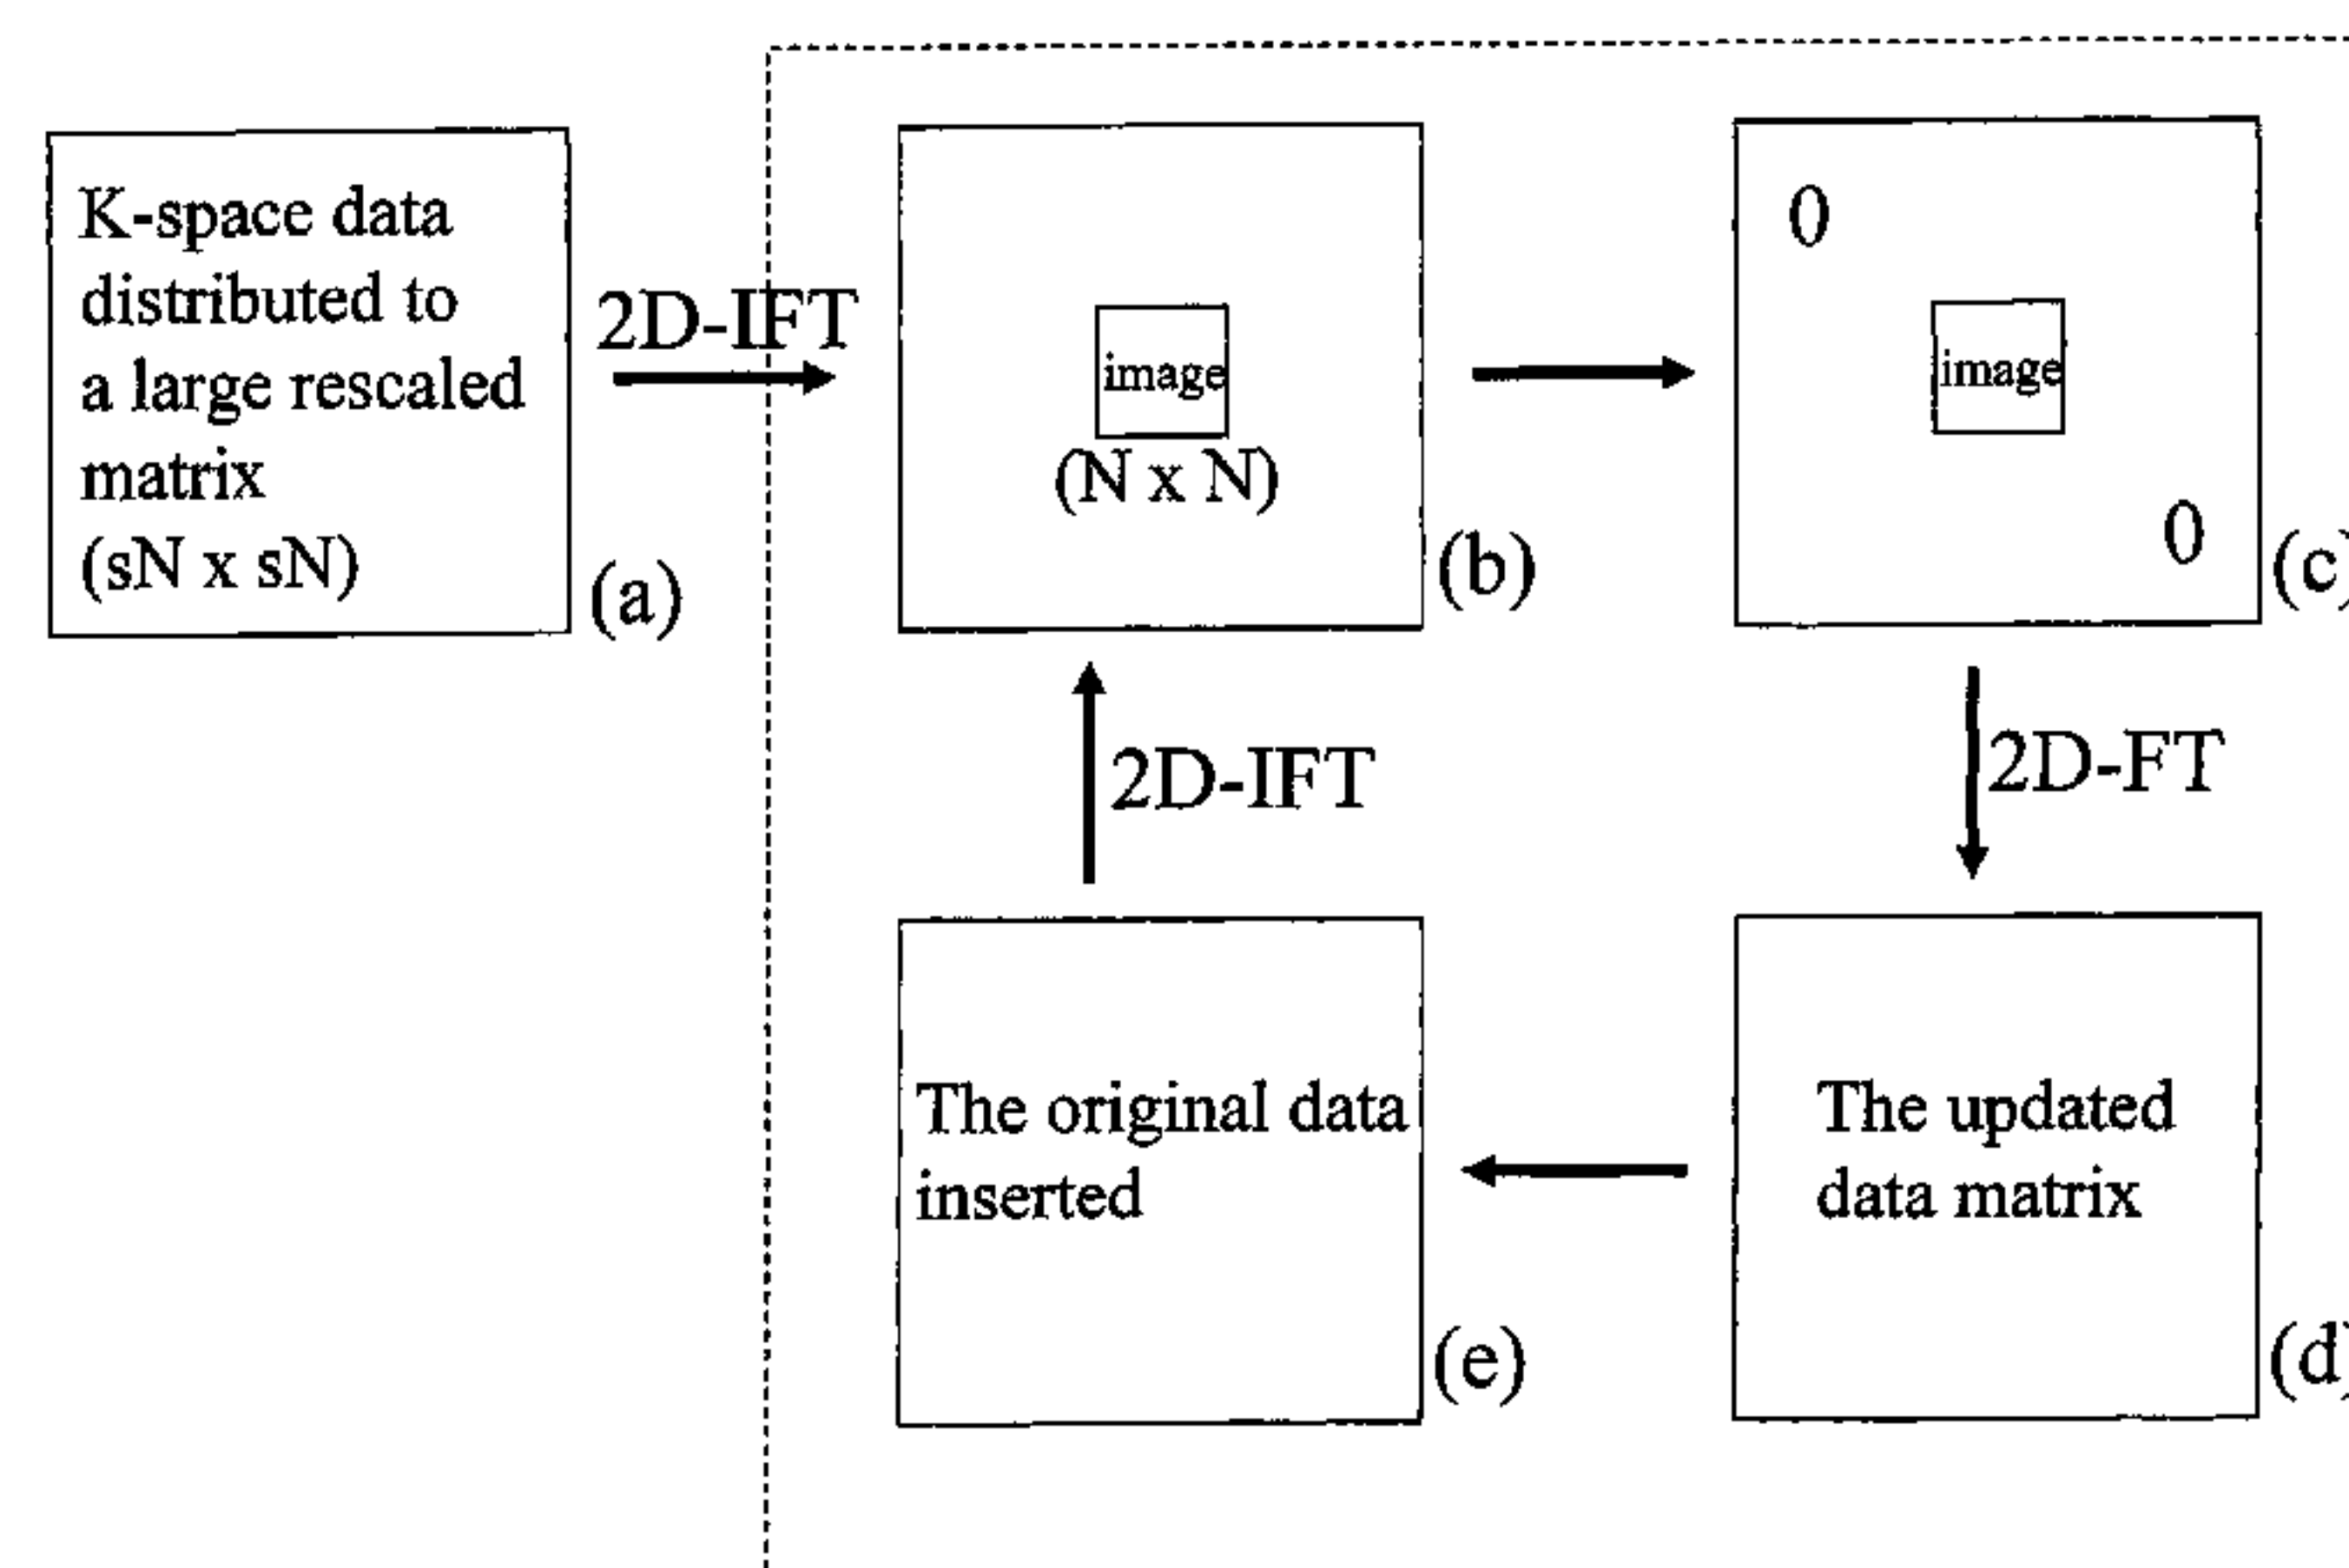 K-space data
distributed to
a large rescaled
matrix
(sN x sN)
(a)
2D-IFT
image
(N x N)
(b)
0
image
0
(c)
2D-IFT
2D-FT
The original data
inserted
(e)
The updated
data matrix
(d)